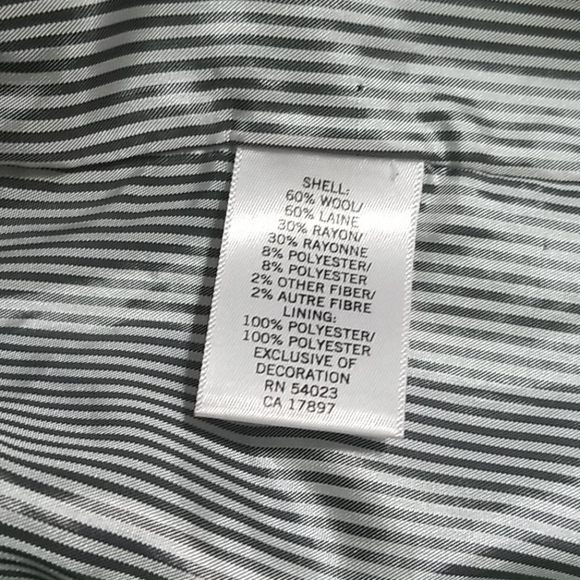 SHELL:
60% WOOL/
60% LAINE
30% RAYON/
30% RAYONNE
8% POLYESTER/
8% POLYESTER
2% OTHER FIBER/
2% AUTRE FIBRE
LINING:
100% POLYESTER/
100% POLYESTER
EXCLUSIVE OF
DECORATION
RN 54023
CA 17897